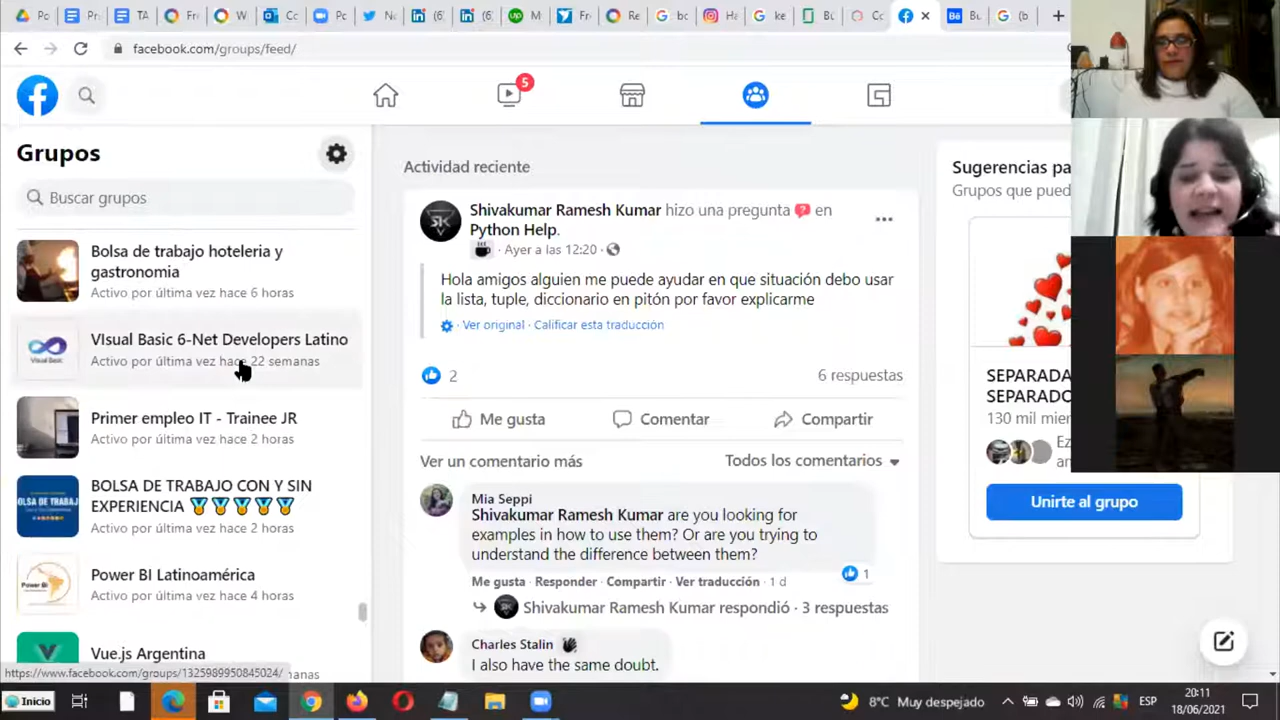 facebook.com/groups/feed/
5
Grupos
Buscar grupos
Bolsa de trabajo hoteleria y
gastronomia
Activo por última vez hace 6 horas
VIsual Basic 6-Net Developers Latino
Activo por última vez hace 22 semanas
Primer empleo IT - Trainee JR
Activo por última vez hace 2 horas
BOLSA DE TRABAJO CON Y SIN
EXPERIENCIA 🏅🏅🏅🏅🏅
Activo por última vez hace 2 horas
Power BI Latinoamérica
Activo por última vez hace 4 horas
Vue.js Argentina
https://www.facebook.com/groups/1325989950845024/
Actividad reciente
Shivakumar Ramesh Kumar hizo una pregunta en
Python Help.
Ayer a las 12:20
Hola amigos alguien me puede ayudar en que situación debo usar
la lista, tuple, diccionario en pitón por favor explicarme
· Ver original · Calificar esta traducción
2
6 respuestas
Me gusta
Comentar
Compartir
Ver un comentario más
Todos los comentarios
Mia Seppi
Shivakumar Ramesh Kumar are you looking for
examples in how to use them? Or are you trying to
understand the difference between them?
Me gusta · Responder · Compartir · Ver traducción · 1 d
1
Shivakumar Ramesh Kumar respondió · 3 respuestas
Charles Stalin
I also have the same doubt.
Sugerencias pa
Grupos que pued
SEPARADA
SEPARADO
130 mil mie
Unirte al grupo
Inicio
8°C Muy despejado
ESP
20:11
18/06/2021